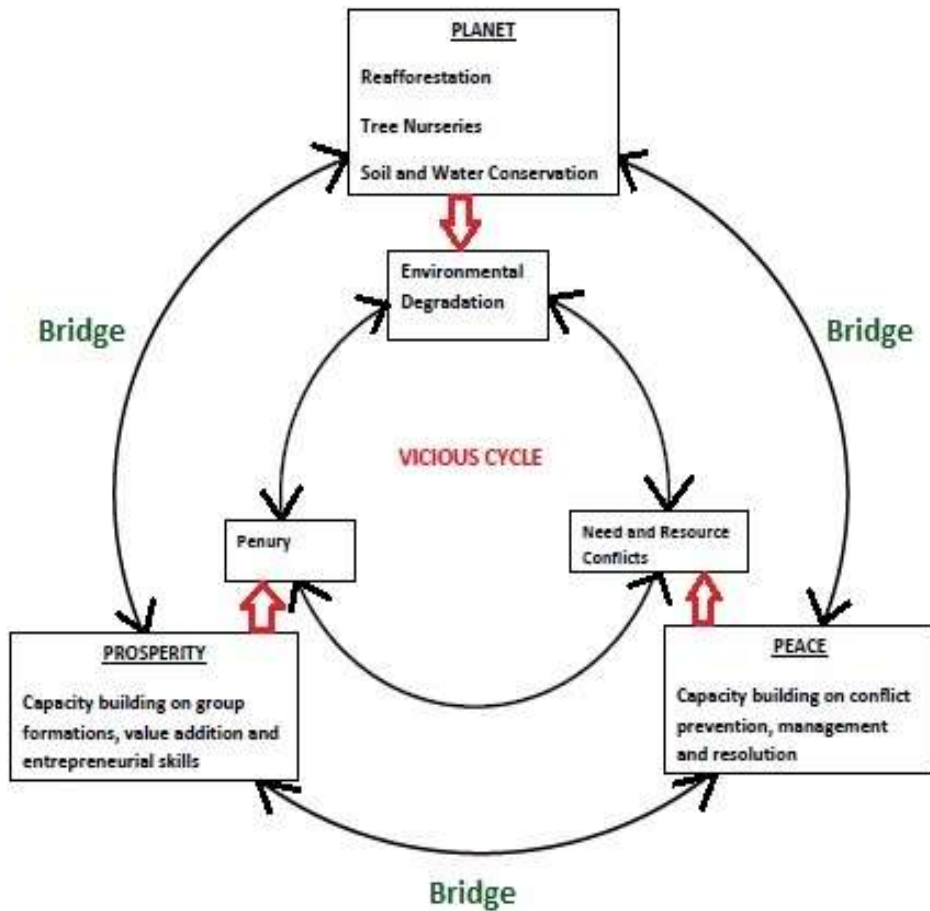 PLANET
Reafforestation
Tree Nurseries
Soil and Water Conservation
Environmental
Degradation
Bridge
Bridge
VICIOUS CYCLE
Penury
Need and Resource
Conflicts
PROSPERITY
Capacity building on group
formations, value addition and
entrepreneurial skills
PEACE
Capacity building on conflict
prevention, management
and resolution
Bridge